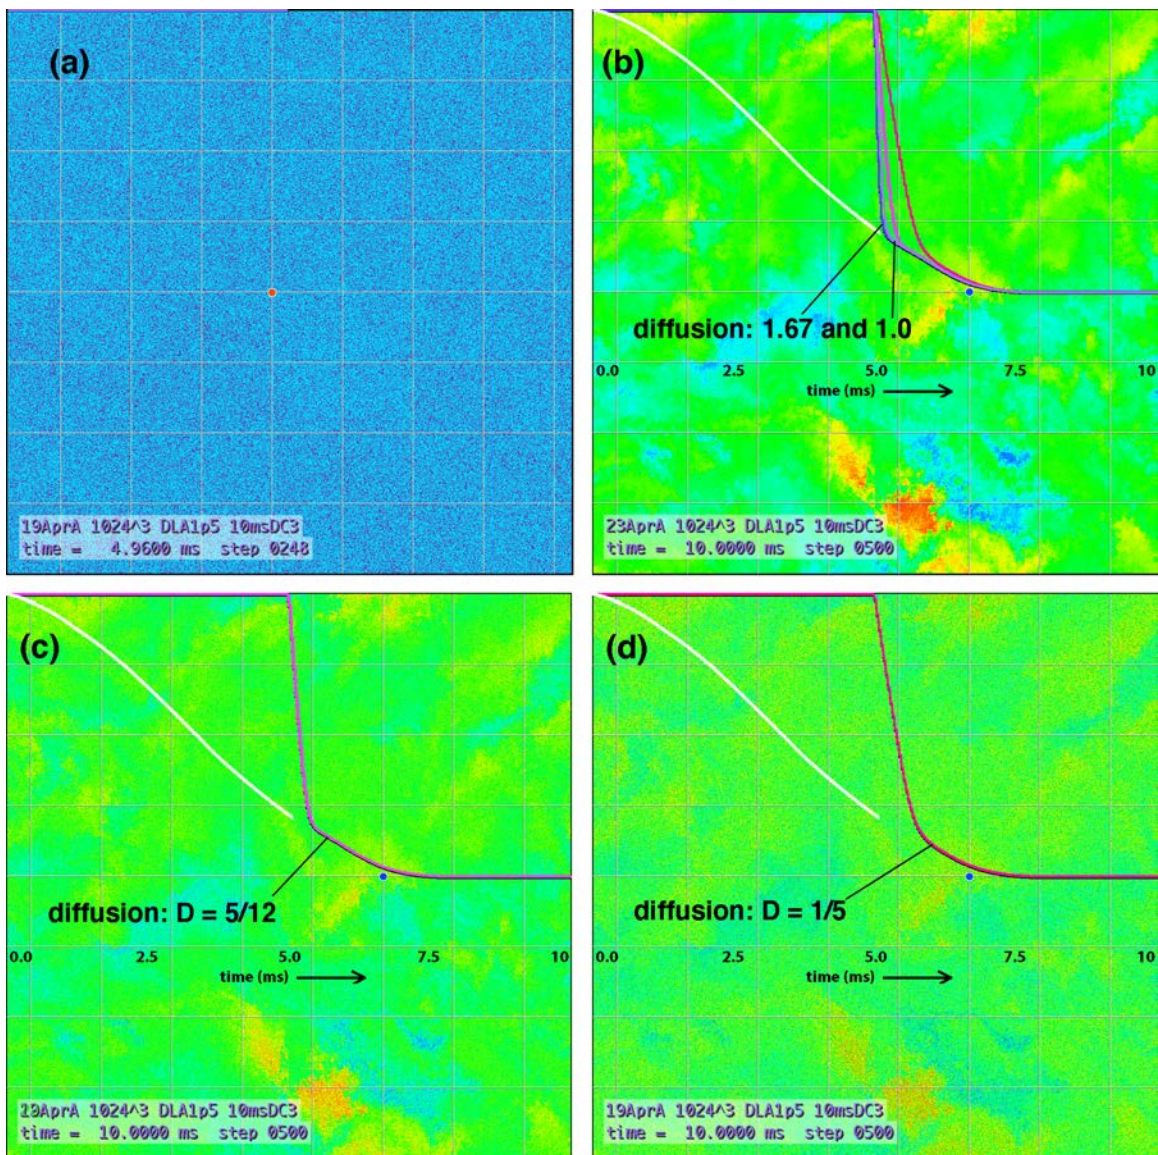 (a)
19AprA 1024^3 DLA1p5 10msDC3
time = 4.9600 ms step 0248
(b)
diffusion: 1.67 and 1.0
0.0 2.5 5.0 7.5 10
time (ms)
23AprA 1024^3 DLA1p5 10msDC3
time = 10.0000 ms step 0500
(c)
diffusion: D = 5/12
0.0 2.5 5.0 7.5 10
time (ms)
19AprA 1024^3 DLA1p5 10msDC3
time = 10.0000 ms step 0500
(d)
diffusion: D = 1/5
0.0 2.5 5.0 7.5 10
time (ms)
19AprA 1024^3 DLA1p5 10msDC3
time = 10.0000 ms step 0500